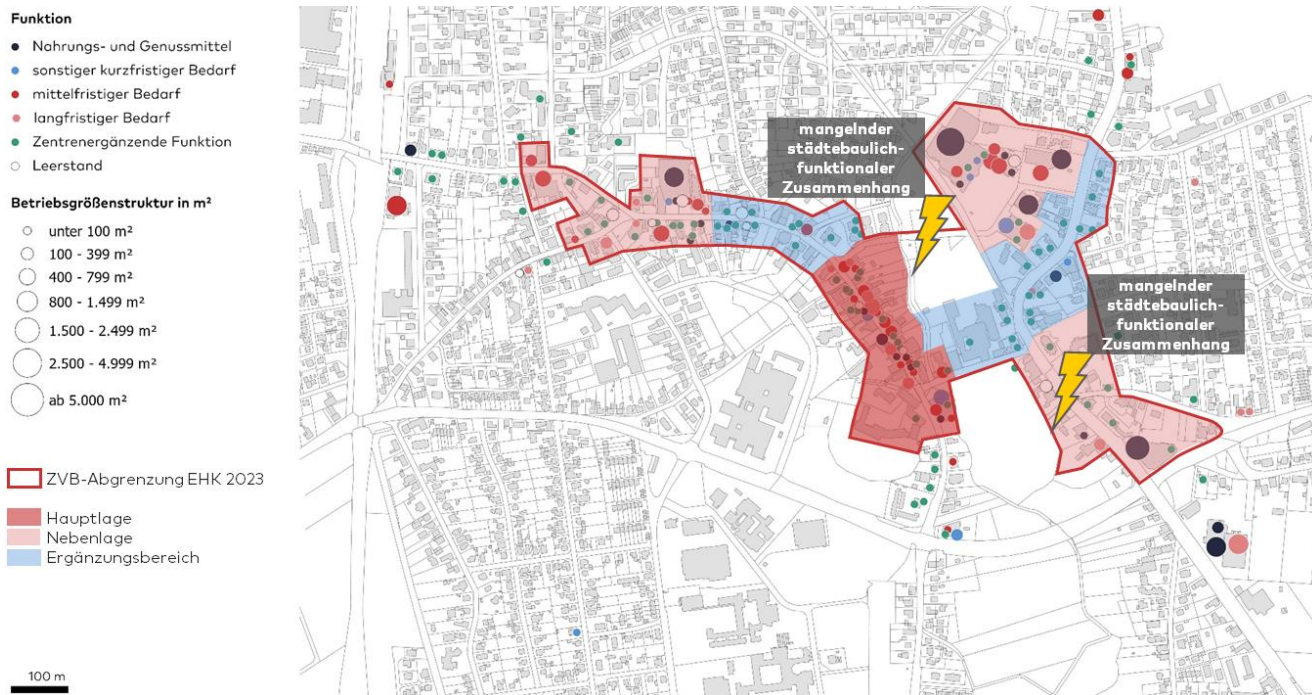 Funktion
Nahrungs- und Genussmittel
sonstiger kurzfristiger Bedarf
mittelfristiger Bedarf
langfristiger Bedarf
Zentrenergänzende Funktion
Leerstand
Betriebsgrößenstruktur in m²
unter 100 m²
100 - 399 m²
400 - 799 m²
800 - 1.499 m²
1.500 - 2.499 m²
2.500 - 4.999 m²
ab 5.000 m²
ZVB-Abgrenzung EHK 2023
Hauptlage
Nebenlage
Ergänzungsbereich
100 m
mangelnder
städtebaulich-
funktionaler
Zusammenhang
mangelnder
städtebaulich-
funktionaler
Zusammenhang